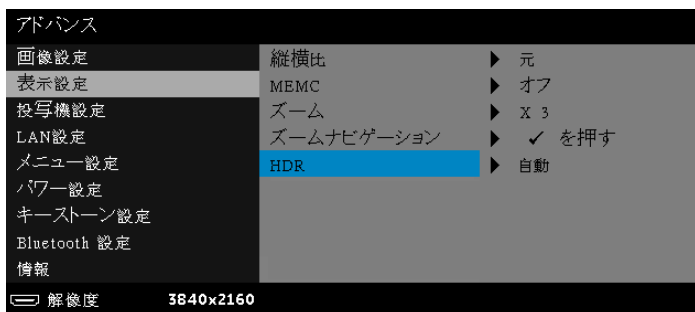 アドバンス
画像設定
表示設定
投写機設定
LAN設定
メニュー設定
パワー設定
キーストーン設定
Bluetooth 設定
情報
縦横比 元
MEMC オフ
ズーム X 3
ズームナビゲーション ✓ を押す
HDR 自動
解像度 3840x2160